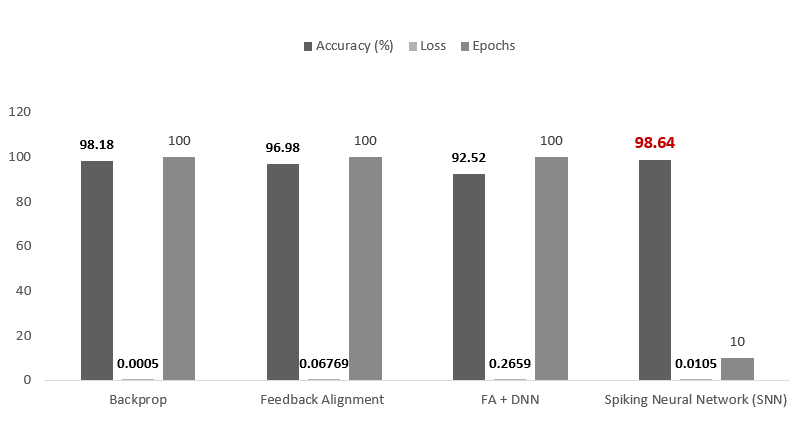 Accuracy (%) Loss Epochs
120
100
80
60
40
20
0
98.18 0.0005 100
96.98 0.06769 100
92.52 0.2659 100
98.64 0.0105 10
Backprop Feedback Alignment FA + DNN Spiking Neural Network (SNN)